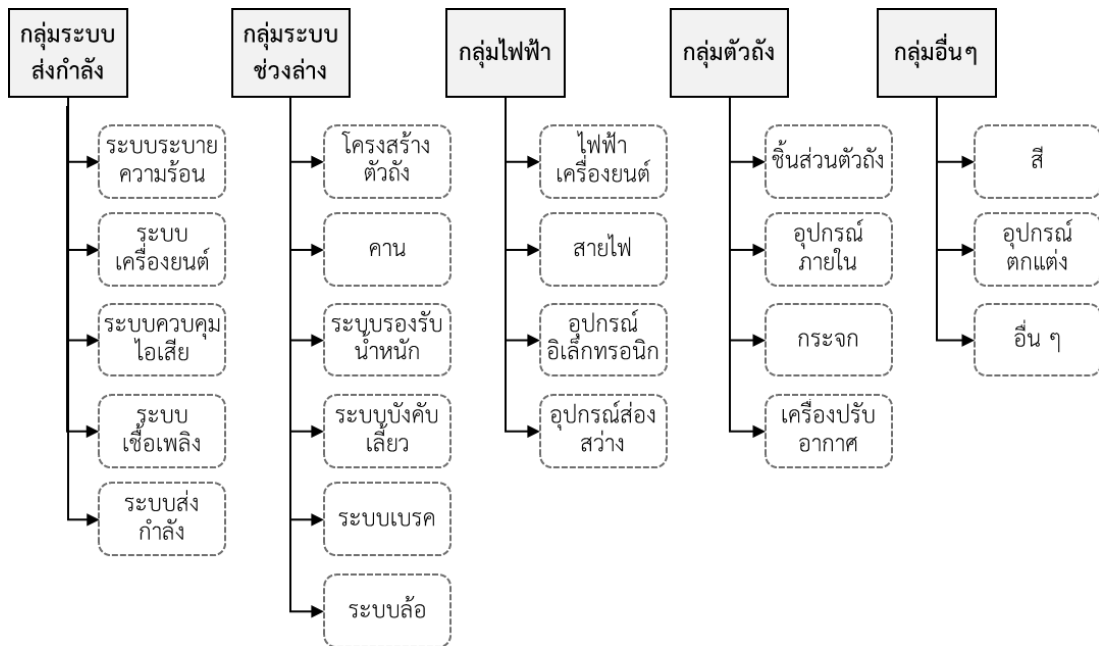 กลุ่มระบบ
ส่งกำลัง
ระบบระบาย
ความร้อน
ระบบ
เครื่องยนต์
ระบบควบคุม
ไอเสีย
ระบบ
เชื้อเพลิง
ระบบส่ง
กำลัง
กลุ่มระบบ
ช่วงล่าง
โครงสร้าง
ตัวถัง
คาน
ระบบรองรับ
น้ำหนัก
ระบบบังคับ
เลี้ยว
ระบบเบรค
ระบบล้อ
กลุ่มไฟฟ้า
ไฟฟ้า
เครื่องยนต์
สายไฟ
อุปกรณ์
อิเล็กทรอนิก
อุปกรณ์ส่อง
สว่าง
กลุ่มตัวถัง
ชิ้นส่วนตัวถัง
อุปกรณ์
ภายใน
กระจก
เครื่องปรับ
อากาศ
กลุ่มอื่นๆ
สี
อุปกรณ์
ตกแต่ง
อื่น ๆ